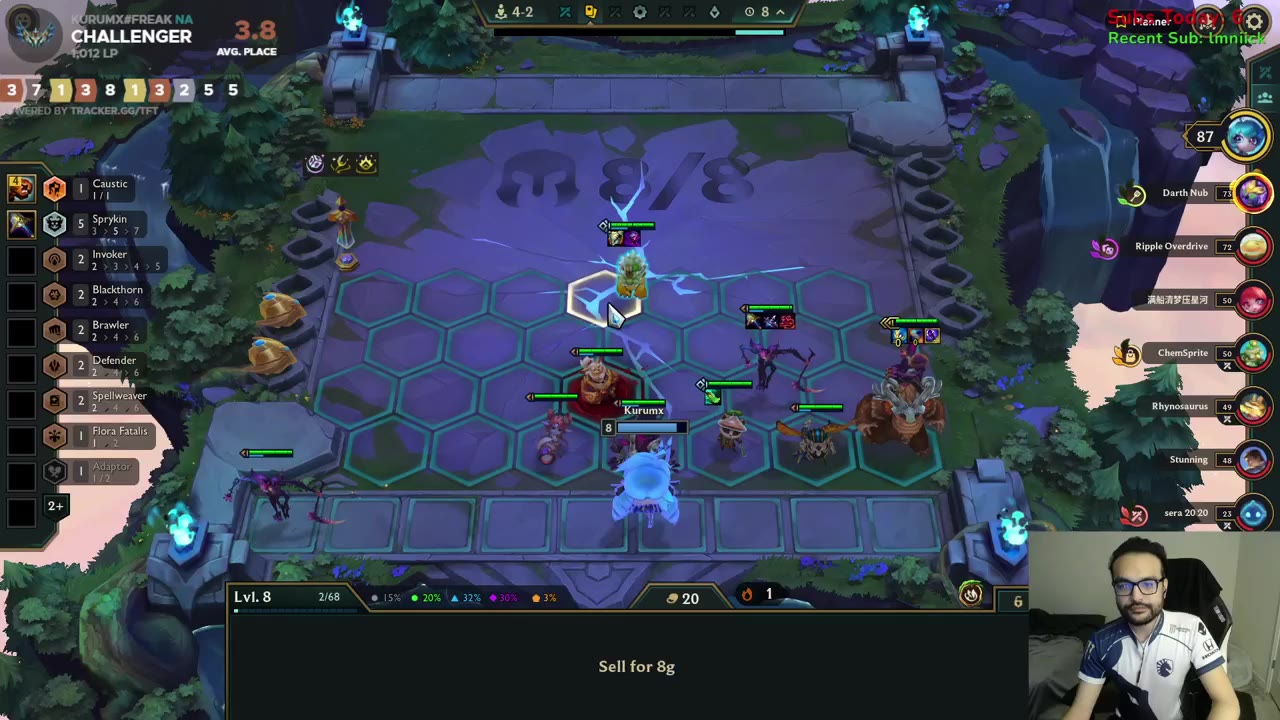 KURUMX#FREAK NA
CHALLENGER
1,012 LP
3.8
AVG. PLACE
3 7 1 3 8 1 3 2 5 5
POWERED BY TRACKER.GG/TFT
4-2
8
Subs Today: 6
Planner
Recent Sub: lmniick
8/8
87
Darth Nub 73
Ripple Overdrive 72
满船清梦压星河 50
ChemSprite 50
Rhynosaurus 49
Stunning 48
sera 20 20 23
1 Caustic
1 / 1
5 Sprykin
3 > 5 > 7
2 Invoker
2 > 3 > 4 > 5
2 Blackthorn
2 > 4 > 6
2 Brawler
2 > 4 > 6
2 Defender
2 > 4 > 6
2 Spellweaver
2 > 4 > 6
1 Flora Fatalis
1 > 2
1 Adaptor
1 / 2
2+
Kurumx
8
Lvl. 8
2/68
15% 20% 32% 30% 3%
20
1
6
Sell for 8g